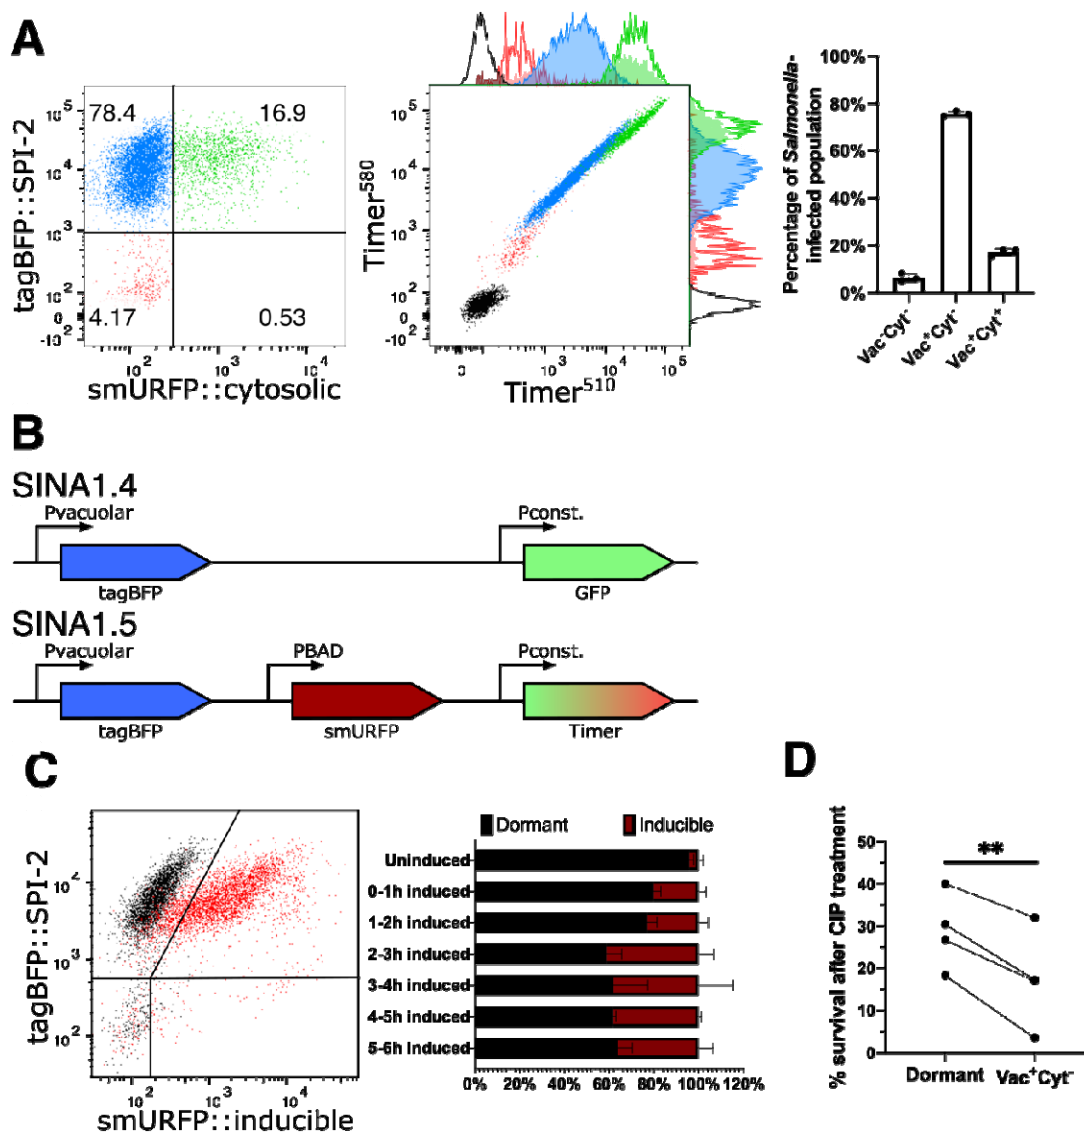 A
78.4 16.9
4.17 0.53
10⁵
10⁴
10³
10²
0
-10²
10² 10³ 10⁴
tagBFP::SPI-2
smURFP::cytosolic
10⁵
10⁴
10³
10²
0
-10²
0 10³ 10⁴ 10⁵
Timer⁵⁸⁰
Timer⁵¹⁰
Percentage of Salmonella-
infected population
100%
80%
60%
40%
20%
0%
Vac⁻Cyt⁻
Vac⁺Cyt⁻
Vac⁺Cyt⁺
B
SINA1.4
Pvacuolar Pconst.
tagBFP GFP
SINA1.5
Pvacuolar PBAD Pconst.
tagBFP smURFP Timer
C
10⁴
10³
10²
10² 10³ 10⁴
tagBFP::SPI-2
smURFP::inducible
Dormant Inducible
Uninduced
0-1h induced
1-2h induced
2-3h induced
3-4h induced
4-5h induced
5-6h induced
0% 20% 40% 60% 80% 100% 120%
D
% survival after CIP treatment
50
40
30
20
10
0
**
Dormant Vac⁺Cyt⁻